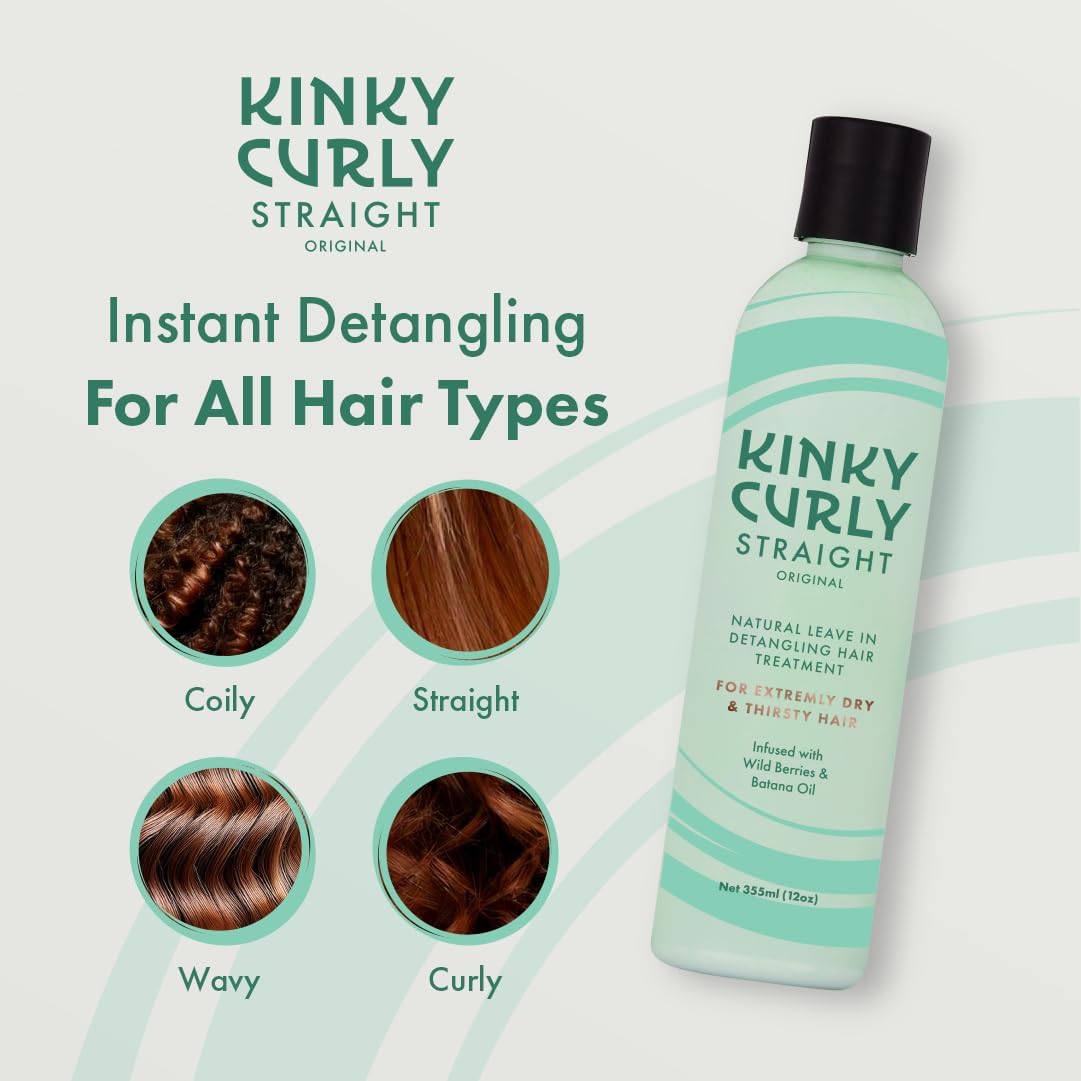 KINKY
CURLY
STRAIGHT
ORIGINAL
Instant Detangling
For All Hair Types
Coily
Straight
Wavy
Curly
KINKY
CURLY
STRAIGHT
ORIGINAL
NATURAL LEAVE IN
DETANGLING HAIR
TREATMENT
FOR EXTREMLY DRY
& THIRSTY HAIR
Infused with
Wild Berries &
Batana Oil
Net 355ml (12oz)